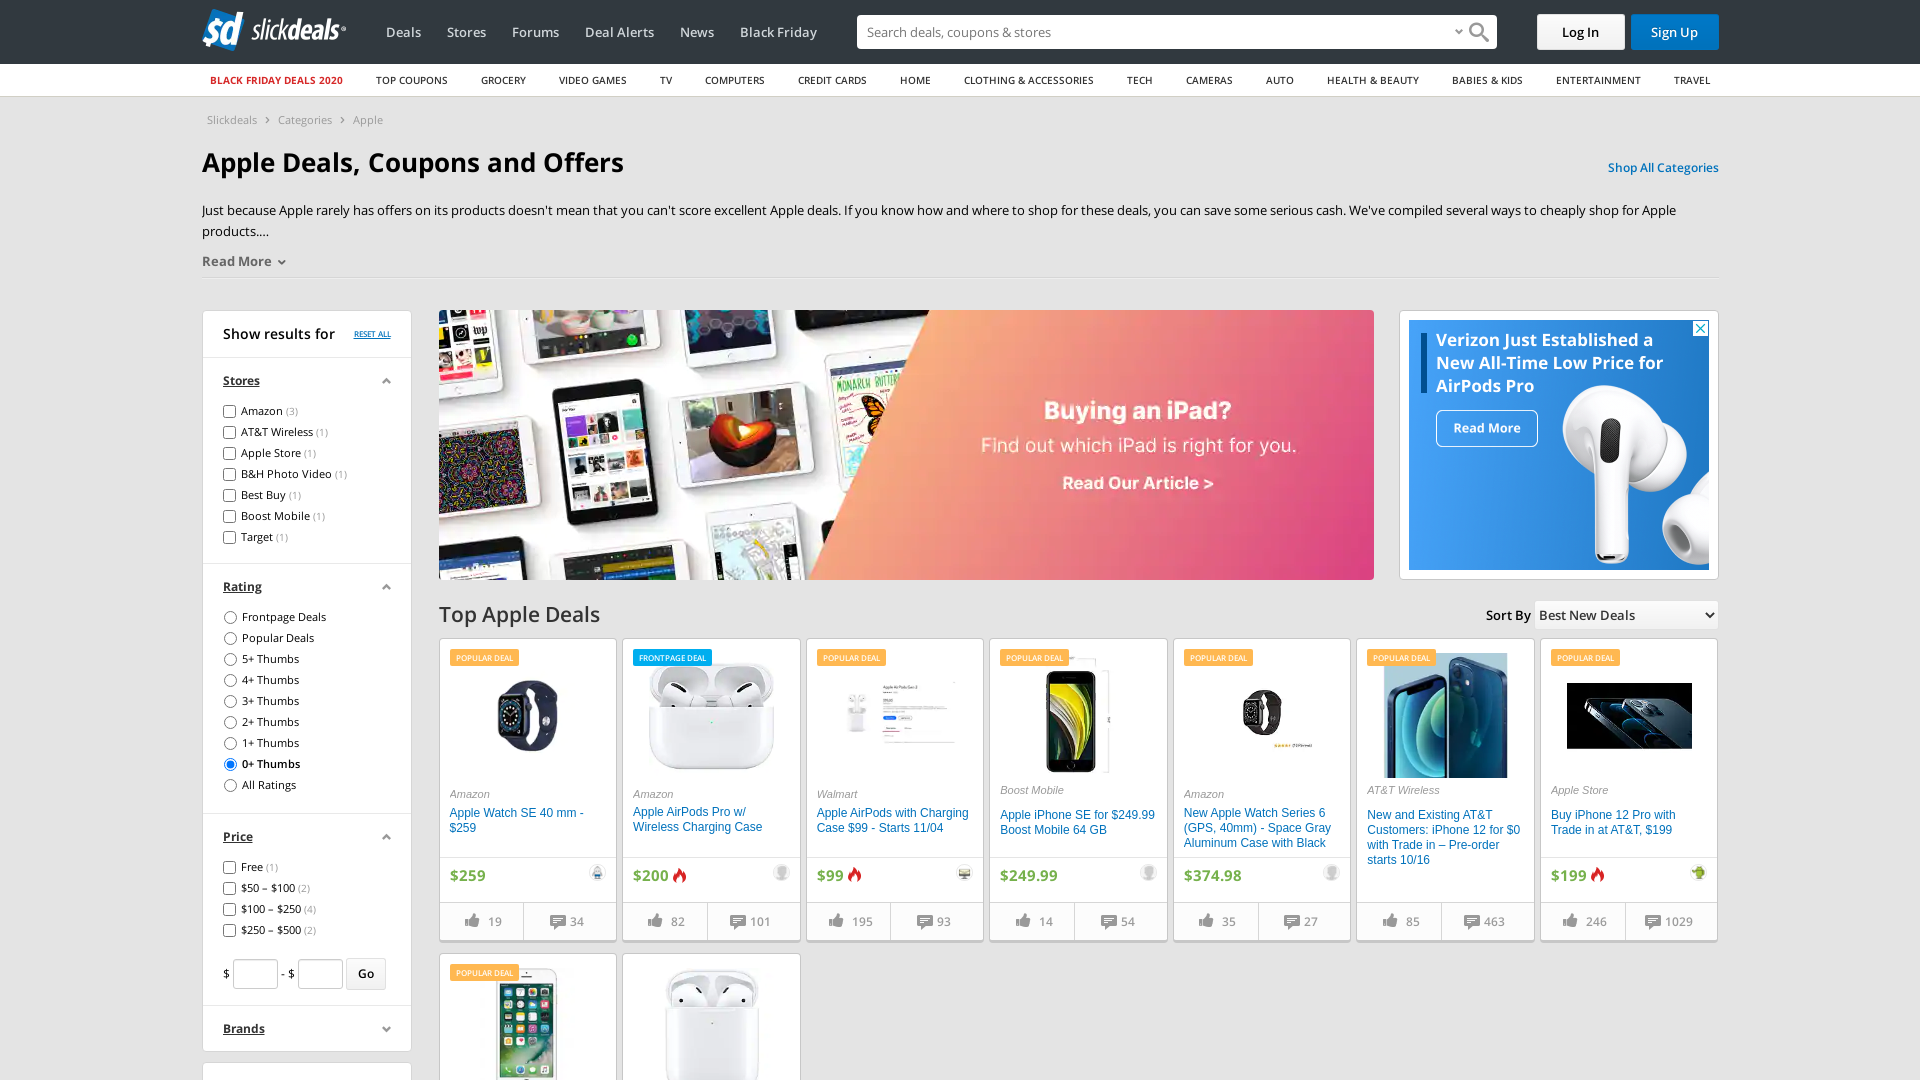 slickdeals
Deals
Stores
Forums
Deal Alerts
News
Black Friday
Search deals, coupons & stores
Log In
Sign Up
BLACK FRIDAY DEALS 2020
TOP COUPONS
GROCERY
VIDEO GAMES
TV
COMPUTERS
CREDIT CARDS
HOME
CLOTHING & ACCESSORIES
TECH
CAMERAS
AUTO
HEALTH & BEAUTY
BABIES & KIDS
ENTERTAINMENT
TRAVEL
Slickdeals > Categories > Apple
Apple Deals, Coupons and Offers
Shop All Categories
Just because Apple rarely has offers on its products doesn't mean that you can't score excellent Apple deals. If you know how and where to shop for these deals, you can save some serious cash. We've compiled several ways to cheaply shop for Apple
products.…
Read More
Show results for
RESET ALL
Stores
Amazon (3)
AT&T Wireless (1)
Apple Store (1)
B&H Photo Video (1)
Best Buy (1)
Boost Mobile (1)
Target (1)
Rating
Frontpage Deals
Popular Deals
5+ Thumbs
4+ Thumbs
3+ Thumbs
2+ Thumbs
1+ Thumbs
0+ Thumbs
All Ratings
Price
Free (1)
$50 – $100 (2)
$100 – $250 (4)
$250 – $500 (2)
$ - $ Go
Brands
MONARCH BUTTER
Buying an iPad?
Find out which iPad is right for you.
Read Our Article >
Verizon Just Established a
New All-Time Low Price for
AirPods Pro
Read More
Top Apple Deals
Sort By Best New Deals
POPULAR DEAL
Amazon
Apple Watch SE 40 mm -
$259
$259
19
34
FRONTPAGE DEAL
Amazon
Apple AirPods Pro w/
Wireless Charging Case
$200
82
101
POPULAR DEAL
Walmart
Apple AirPods with Charging
Case $99 - Starts 11/04
$99
195
93
POPULAR DEAL
Boost Mobile
Apple iPhone SE for $249.99
Boost Mobile 64 GB
$249.99
14
54
POPULAR DEAL
Amazon
New Apple Watch Series 6
(GPS, 40mm) - Space Gray
Aluminum Case with Black
$374.98
35
27
POPULAR DEAL
AT&T Wireless
New and Existing AT&T
Customers: iPhone 12 for $0
with Trade in – Pre-order
starts 10/16
85
463
POPULAR DEAL
Apple Store
Buy iPhone 12 Pro with
Trade in at AT&T, $199
$199
246
1029
POPULAR DEAL